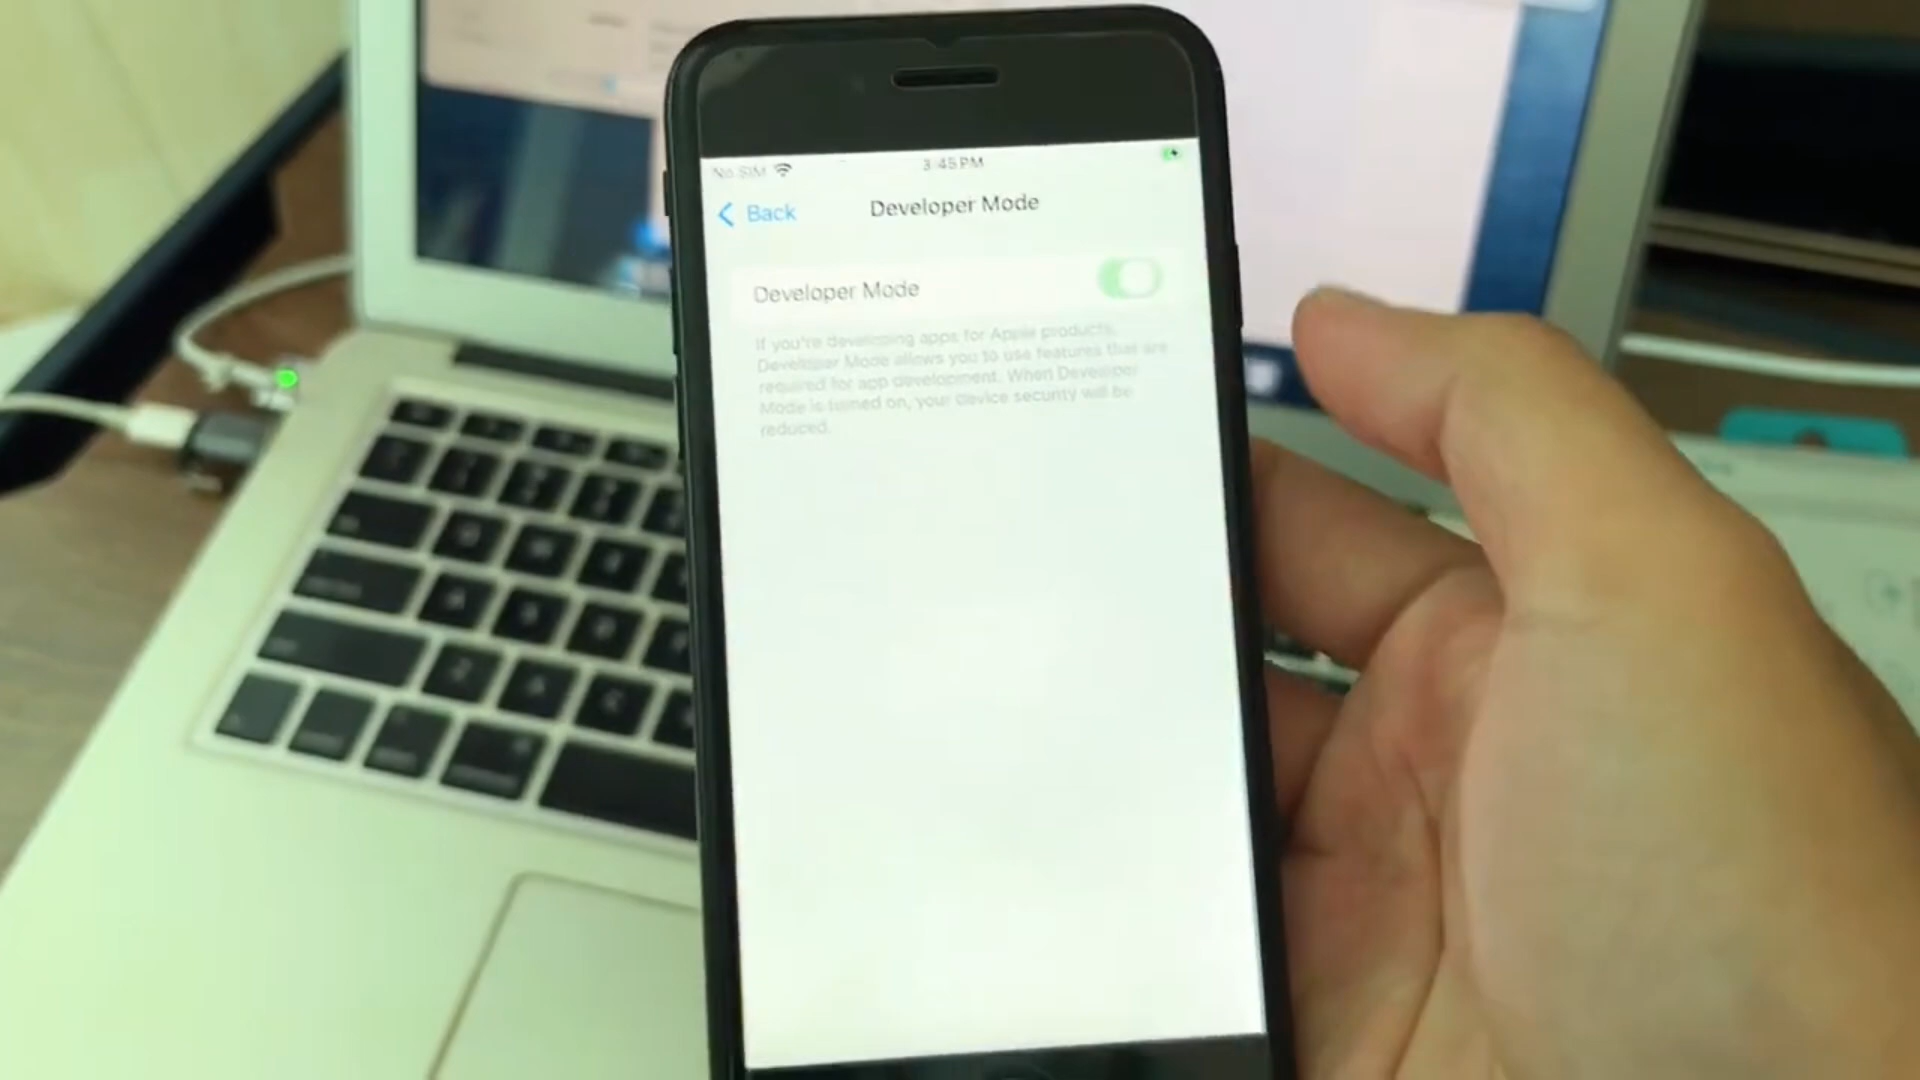 No SIM 3:45 PM
Back Developer Mode
Developer Mode
If you're developing apps for Apple products,
Developer Mode allows you to use features that are
required for app development. When Developer
Mode is turned on, your device security will be
reduced.